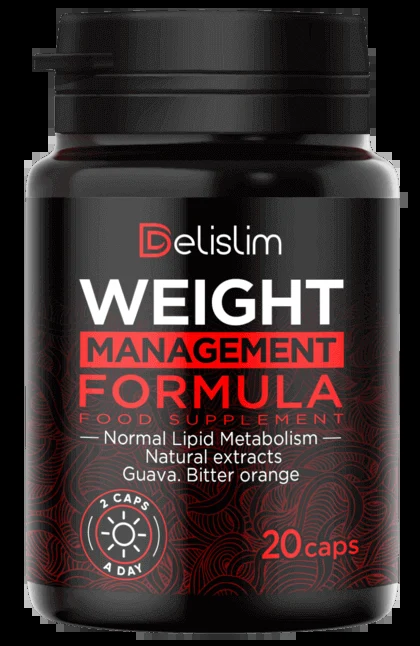 Delislim
WEIGHT
MANAGEMENT
FORMULA
FOOD SUPPLEMENT
— Normal Lipid Metabolism —
Natural extracts
Guava. Bitter orange
2 CAPS
A DAY
20 caps